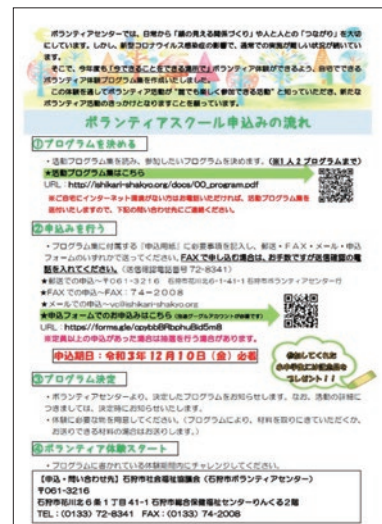 ボランティアセンターでは、日常から「顔の見える関係づくり」や人と人との「つながり」を大切
にしています。しかし、新型コロナウイルス感染症の影響で、通常での実施が難しい状況が続いてい
ます。
そこで、今年度も「今できることをできる場所で」ボランティア体験ができるよう、自宅でできる
ボランティア体験プログラム集を作成いたしました。
この体験を通してボランティア活動が“誰でも楽しく参加できる活動”と知っていただき、新たな
ボランティア活動のきっかけとなりますことを願っています。
ボランティアスクール申込みの流れ
①プログラムを決める
・活動プログラム集を読み、参加したいプログラムを決めます。(※1人2プログラムまで)
★活動プログラム集はこちら
URL:http://ishikari-shakyo.org/docs/00_program.pdf
※ご自宅にインターネット環境がない方はお電話いただければ、活動プログラム集を
送付いたしますので、下記の問い合わせ先にご連絡ください。
②申込みを行う
・プログラム集に付属する「申込用紙」に必要事項を記入し、郵送・FAX・メール・申込
フォームのいずれかで送ってください。FAXで申し込む場合は、お手数ですが送信確認の電
話を入れてください。(送信確認電話番号 72-8341)
★郵送での申込~〒061-3216 石狩市花川北6-1-41-1 石狩市ボランティアセンター行
★FAXでの申込~FAX:74-2008
★メールでの申込~vc@ishikari-shakyo.org
★申込フォームでのお申込みはこちら(別途グーグルアカウントが必要です)
※定員以上の申込があった場合は抽選を行う場合があります。
申込期日:令和3年12月10日(金)必着
参加してくれた
小中学生には記念品を
プレゼント!!
③プログラム決定
・ボランティアセンターより、決定したプログラムをお知らせします。なお、活動の詳細に
つきましては、決定時にお知らせいたします。
・体験に必要な物を用意してください。(プログラムにより、材料を取りにきていただくか、
お送りできる材料の場合はお送りします。)
④ボランティア体験スタート
・プログラムに書かれている体験期間内にチャレンジしてください。
【申込・問い合わせ先】石狩市社会福祉協議会(石狩市ボランティアセンター)
〒061-3216
石狩市花川北6条1丁目41-1 石狩市総合保健福祉センターりんくる2階
TEL:(0133)72-8341 FAX:(0133)74-2008